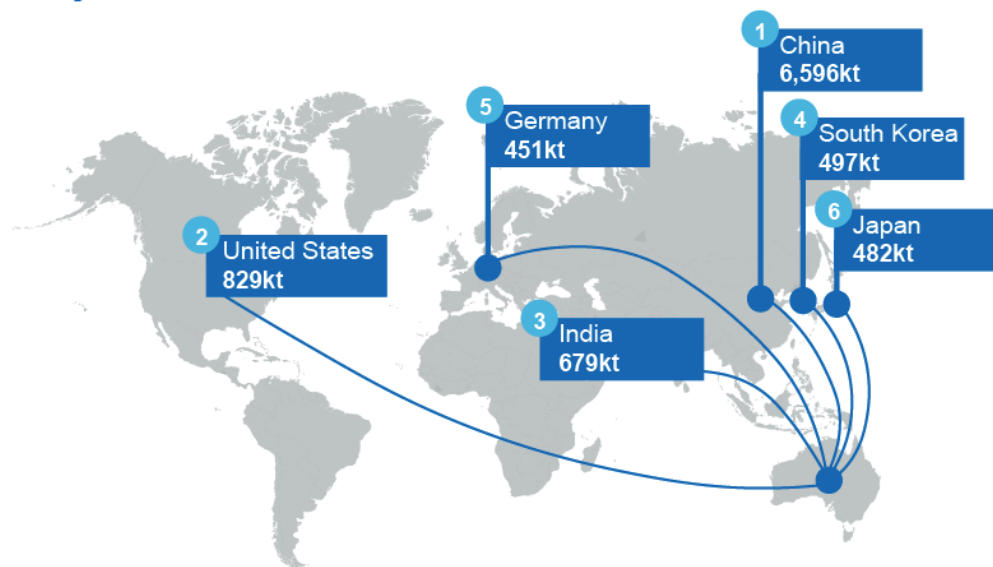 1
China
6,596kt
5
Germany
451kt
4
South Korea
497kt
2
United States
829kt
6
Japan
482kt
3
India
679kt